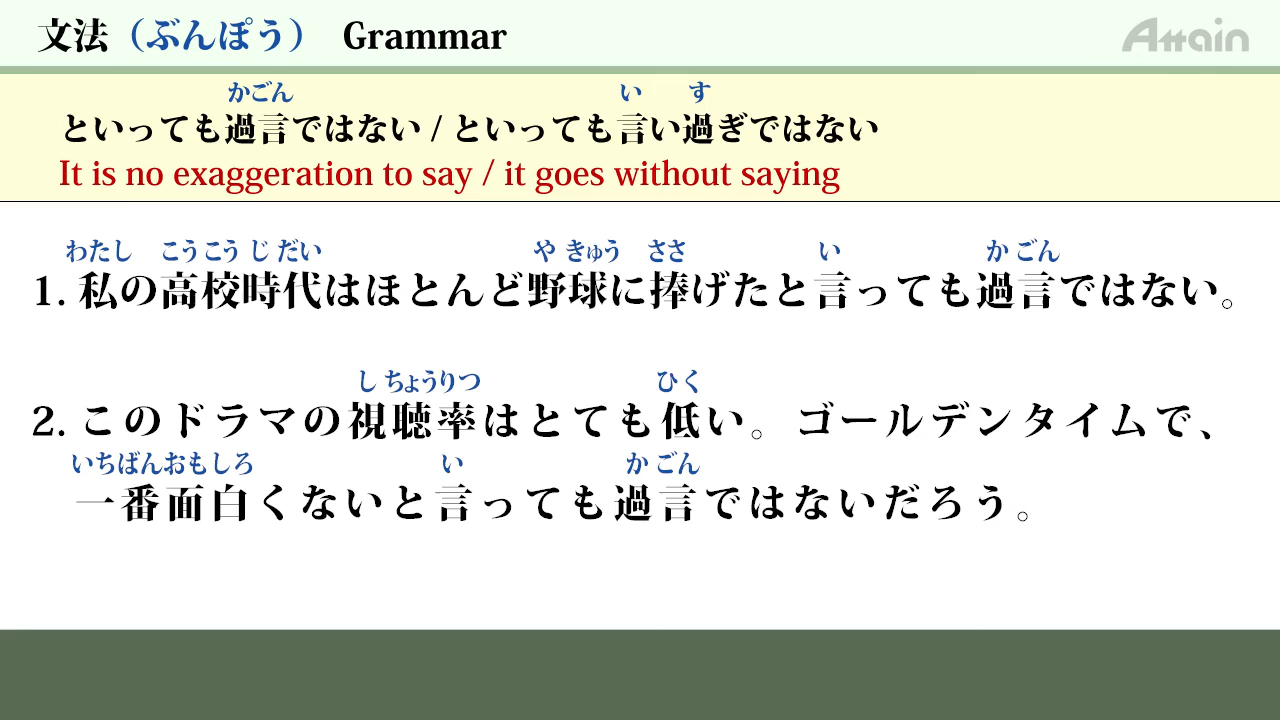 文法（ぶんぽう） Grammar
Attain
かごん い す
といっても過言ではない / といっても言い過ぎではない
It is no exaggeration to say / it goes without saying
わたし こうこう じ だい や きゅう ささ い か ごん
1. 私の高校時代はほとんど野球に捧げたと言っても過言ではない。
し ちょうりつ ひく
2. このドラマの視聴率はとても低い。ゴールデンタイムで、
いちばんおもしろ い か ごん
一番面白くないと言っても過言ではないだろう。